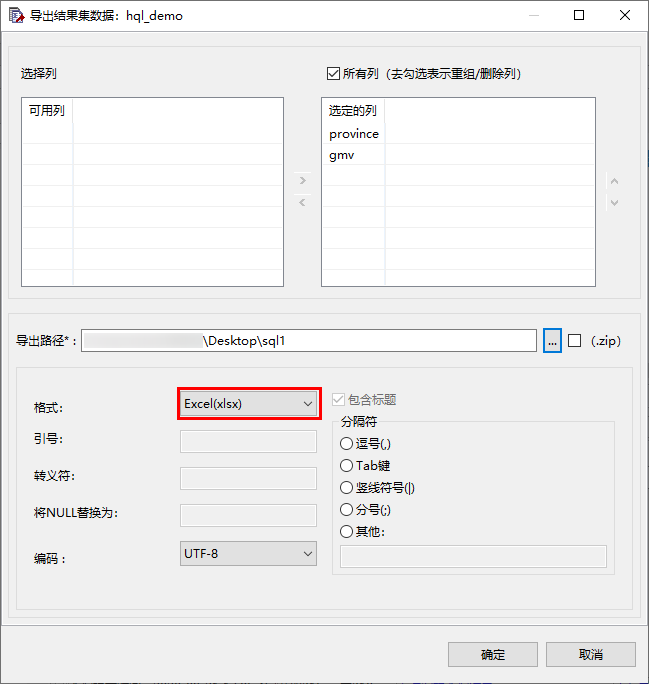 导出结果集数据：hql_demo
选择列
所有列（去勾选表示重组/删除列）
可用列
选定的列
province
gmv
导出路径*：
\Desktop\sql1
...
(.zip)
格式：
Excel(xlsx)
包含标题
引号：
分隔符
逗号(,)
Tab键
竖线符号(|)
分号(;)
其他：
转义符：
将NULL替换为：
编码：
UTF-8
确定
取消